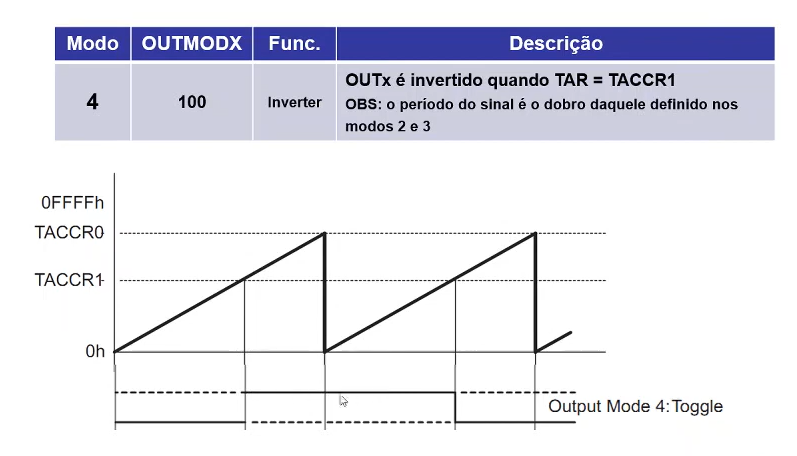 Modo OUTMODX Func. Descrição
4 100 Inverter OUTx é invertido quando TAR = TACCR1
OBS: o período do sinal é o dobro daquele definido nos
modos 2 e 3
0FFFFh
TACCR0
TACCR1
0h
Output Mode 4:Toggle